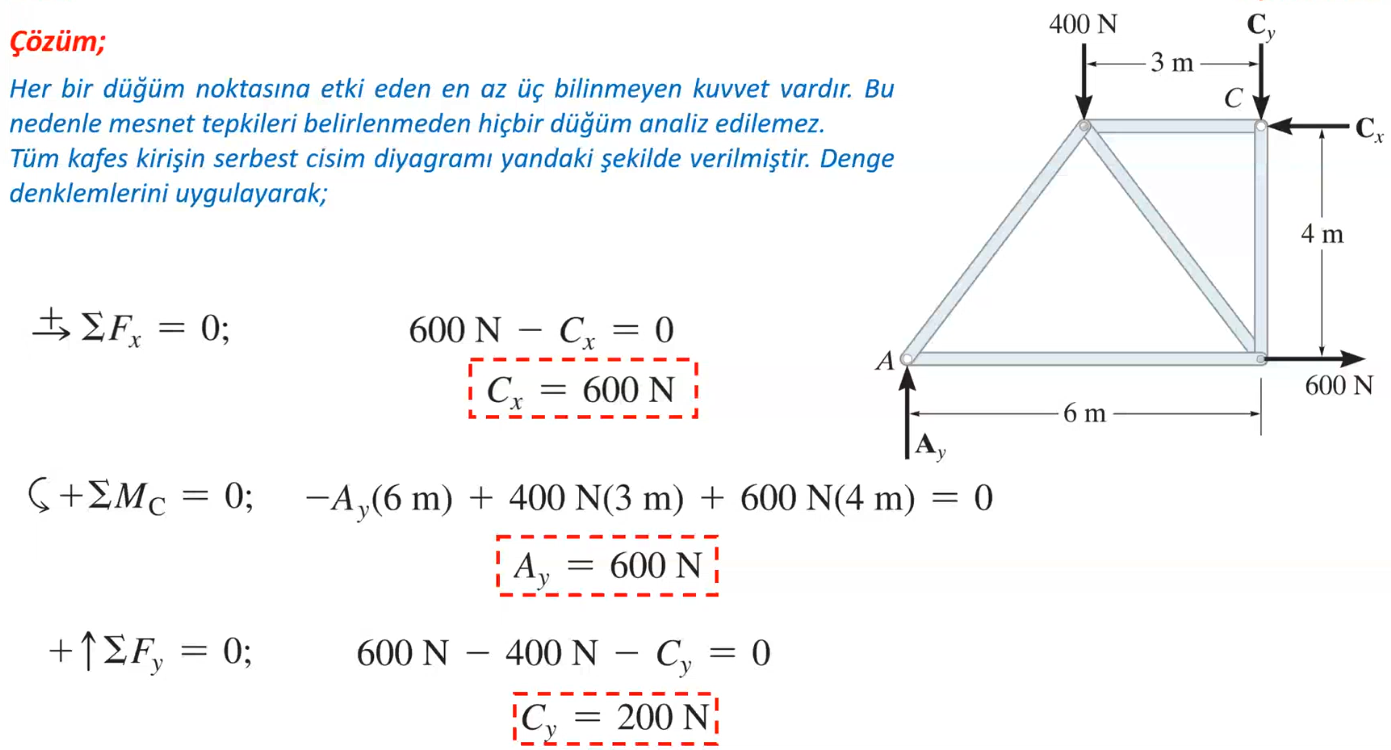 Çözüm;
Her bir düğüm noktasına etki eden en az üç bilinmeyen kuvvet vardır. Bu
nedenle mesnet tepkileri belirlenmeden hiçbir düğüm analiz edilemez.
Tüm kafes kirişin serbest cisim diyagramı yandaki şekilde verilmiştir. Denge
denklemlerini uygulayarak;
400 N
C_y
3 m
C
C_x
4 m
A
600 N
6 m
A_y
+→ ΣF_x = 0; 600 N − C_x = 0
C_x = 600 N
⤹+ΣM_C = 0; −A_y(6 m) + 400 N(3 m) + 600 N(4 m) = 0
A_y = 600 N
+↑ΣF_y = 0; 600 N − 400 N − C_y = 0
C_y = 200 N